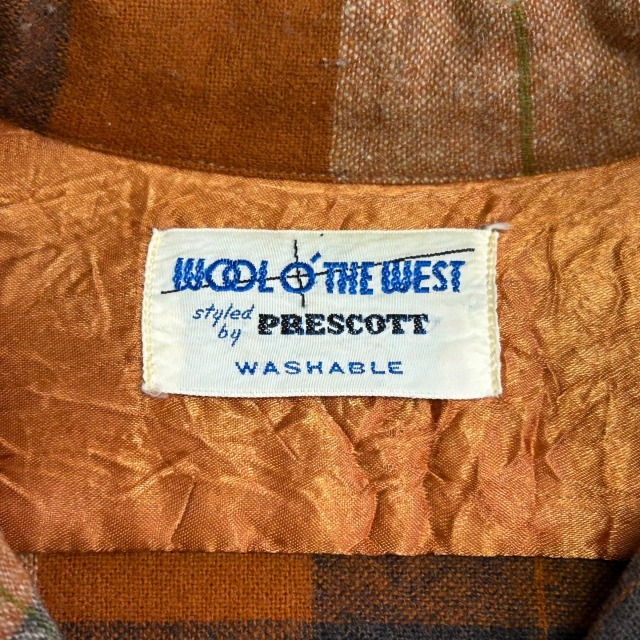 WOOL O' THE WEST
styled by PRESCOTT
WASHABLE